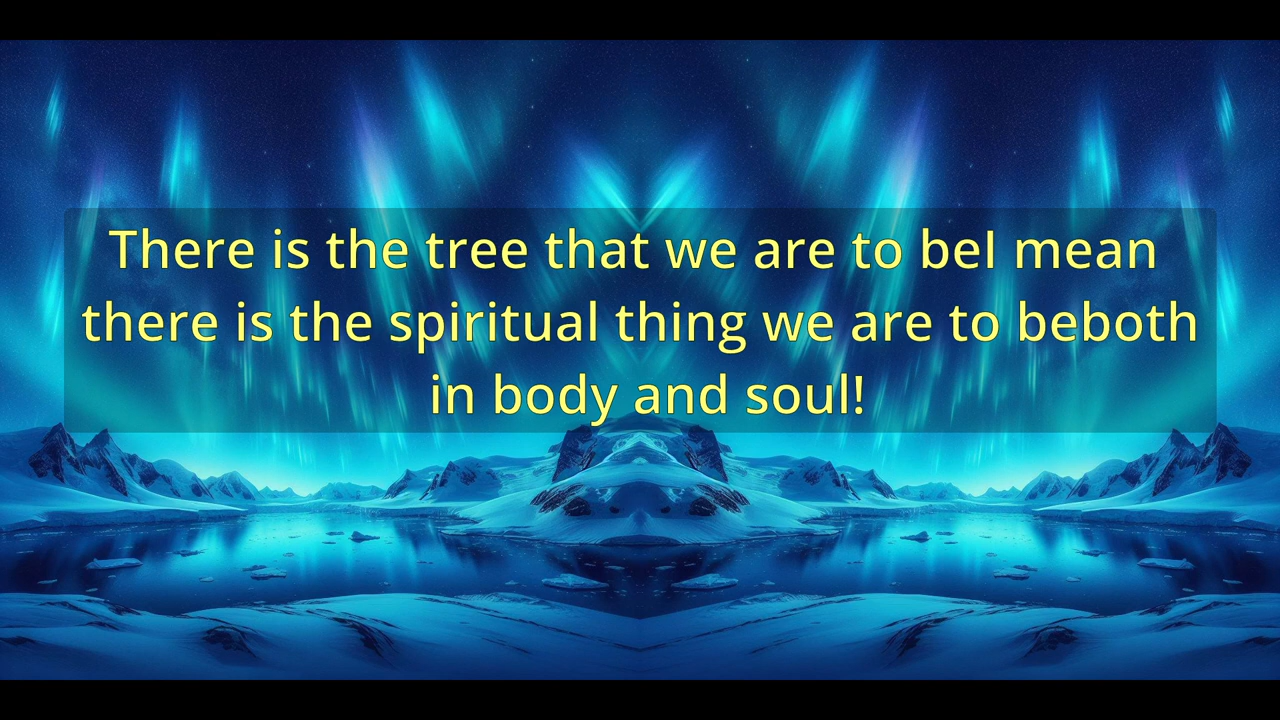 There is the tree that we are to beI mean
there is the spiritual thing we are to beboth
in body and soul!